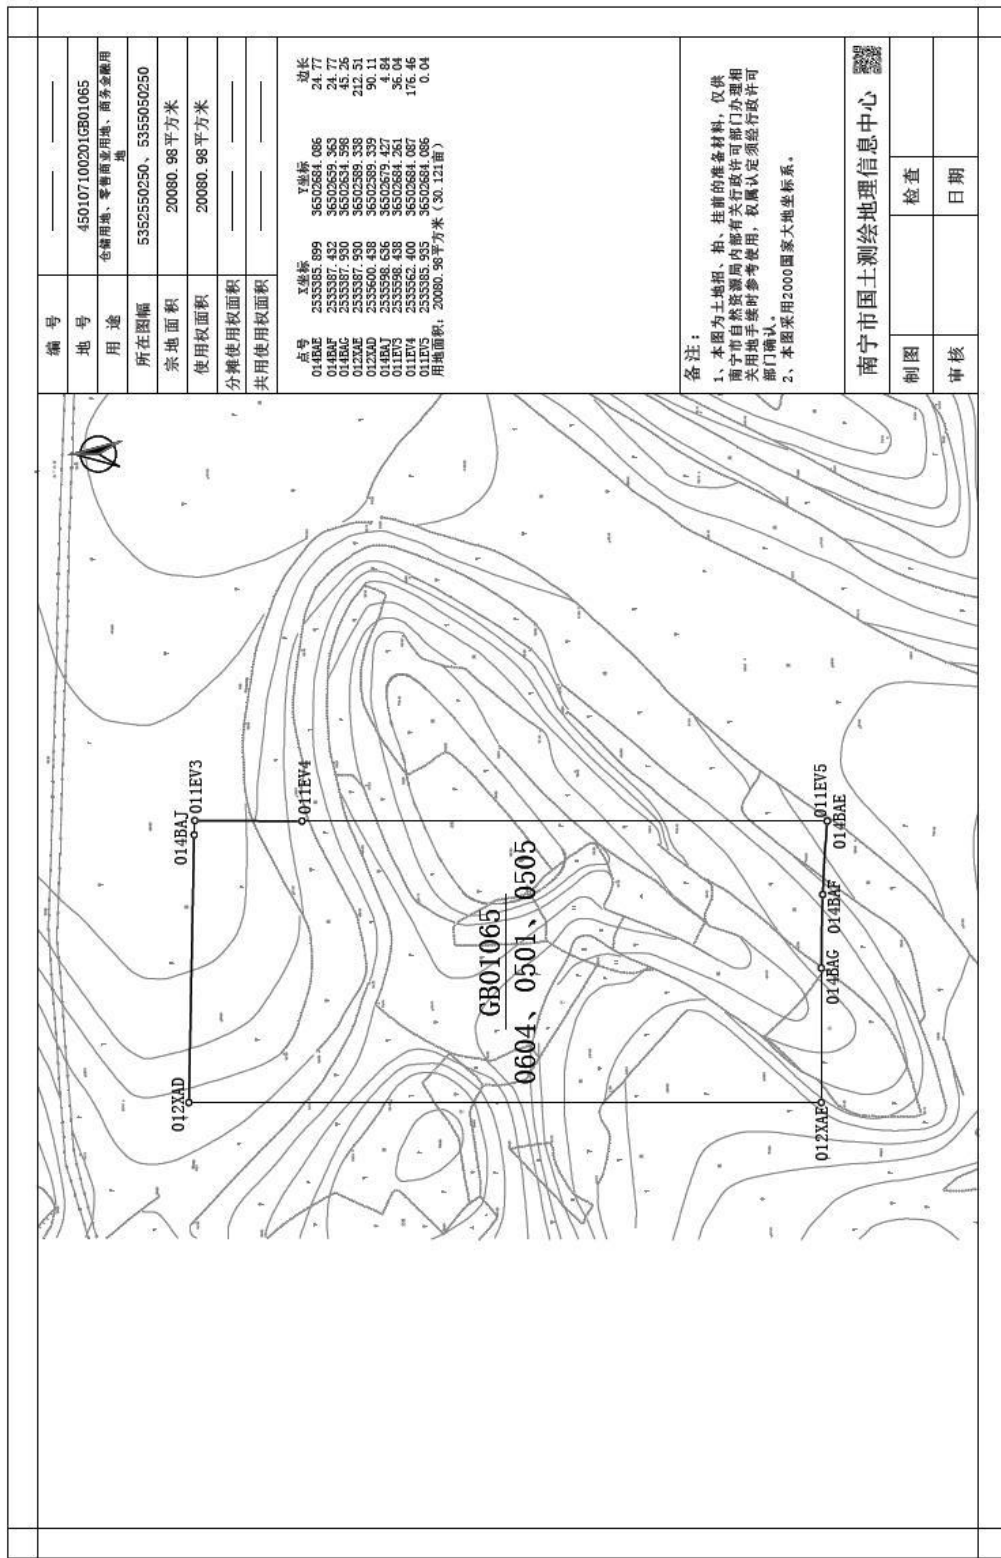 编 号
地 号 450107100201GB01065
用 途 仓储用地、零售商业用地、商务金融用
地
所在图幅 5352550250、5355050250
宗 地 面 积 20080.98平方米
使用权面积 20080.98平方米
分摊使用权面积
共用使用权面积
点号 X坐标 Y坐标 边长
014BAE 2535385.899 36502684.086 24.77
014BAF 2535387.432 36502659.363 24.77
014BAG 2535387.930 36502634.598 45.26
012XAE 2535387.930 36502589.338 212.51
012XAD 2535600.438 36502589.339 90.11
014BAJ 2535598.636 36502679.427 4.84
011EV3 2535598.438 36502684.261 36.04
011EV4 2535562.400 36502684.087 176.46
011EV5 2535385.935 36502684.086 0.04
用地面积：20080.98平方米（30.121亩）
备注：
1、本图为土地招、拍、挂前的准备材料，仅供
南宁市自然资源局内部有关行政许可部门办理相
关用地手续时参考使用，权属认定须经行政许可
部门确认。
2、本图采用2000国家大地坐标系。
南宁市国土测绘地理信息中心
制图 检查
审核 日期
012XAD
014BAJ
011EV3
011EV4
GB01065
0604、0501、0505
012XAE
014BAG
014BAF
011EV5
014BAE